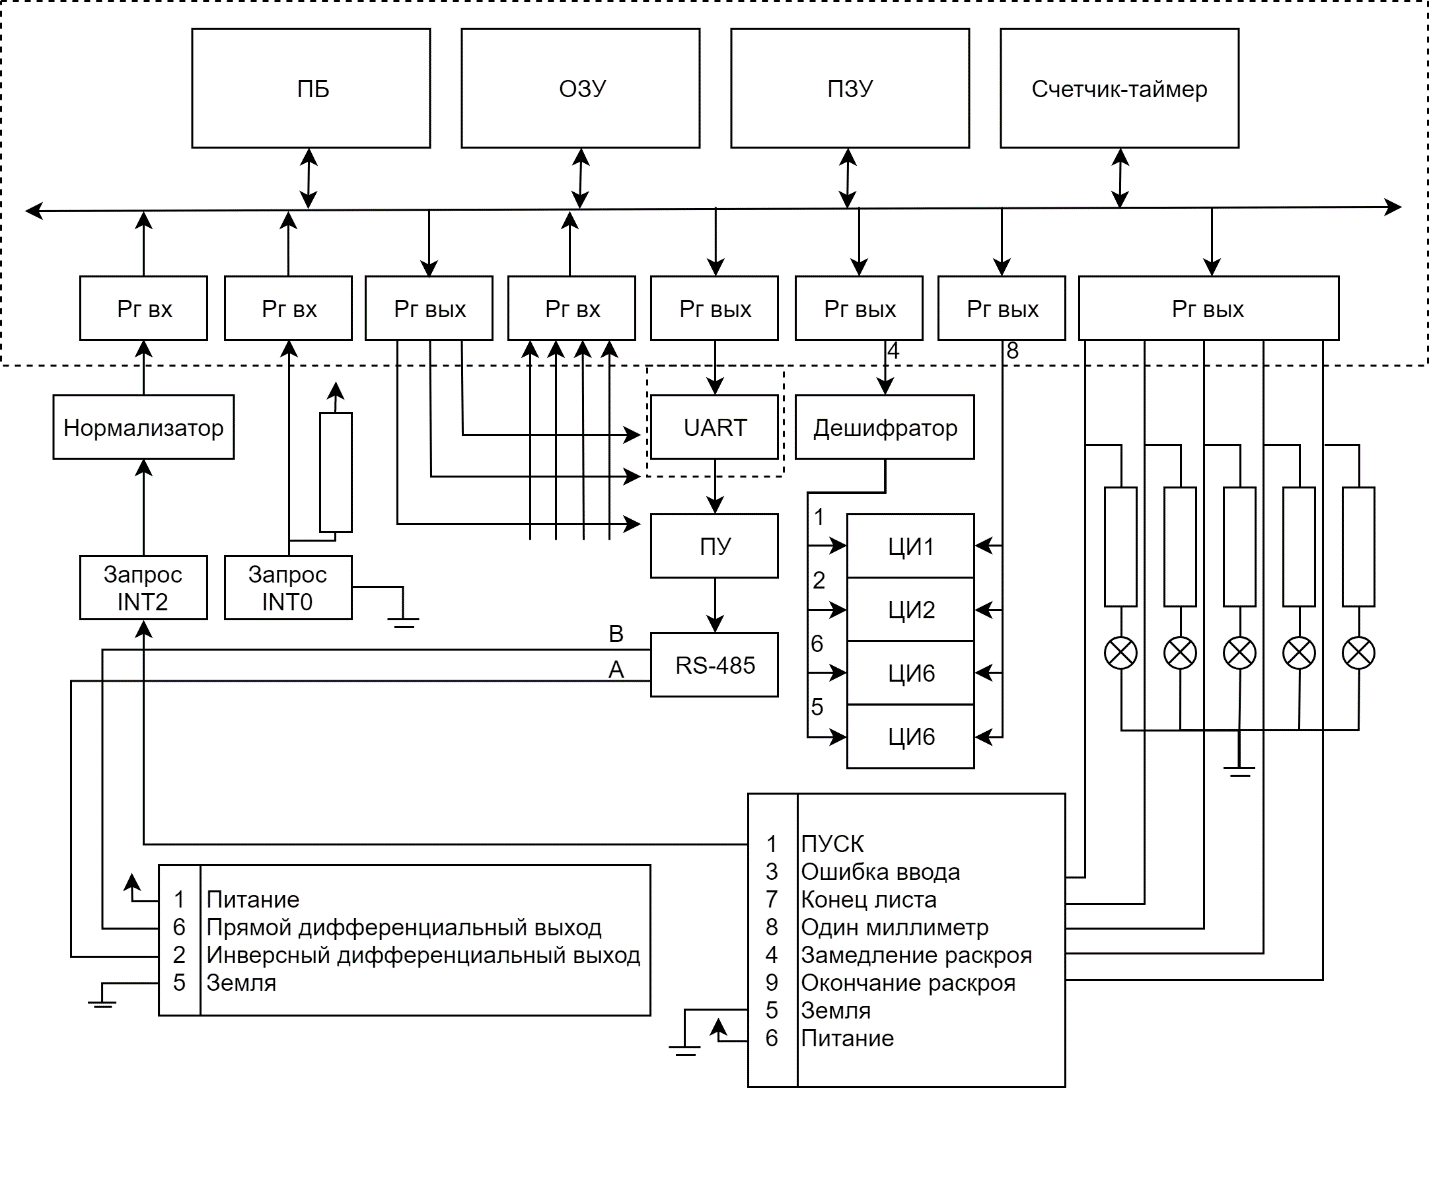 ПБ
ОЗУ
ПЗУ
Счетчик-таймер
Рг вх
Рг вх
Рг вых
Рг вх
Рг вых
Рг вых
Рг вых
Рг вых
4
8
Нормализатор
UART
Дешифратор
1
ПУ
ЦИ1
Запрос
INT2
Запрос
INT0
2
ЦИ2
B
6
RS-485
ЦИ6
A
5
ЦИ6
1 ПУСК
3 Ошибка ввода
7 Конец листа
8 Один миллиметр
4 Замедление раскроя
9 Окончание раскроя
5 Земля
6 Питание
1 Питание
6 Прямой дифференциальный выход
2 Инверсный дифференциальный выход
5 Земля